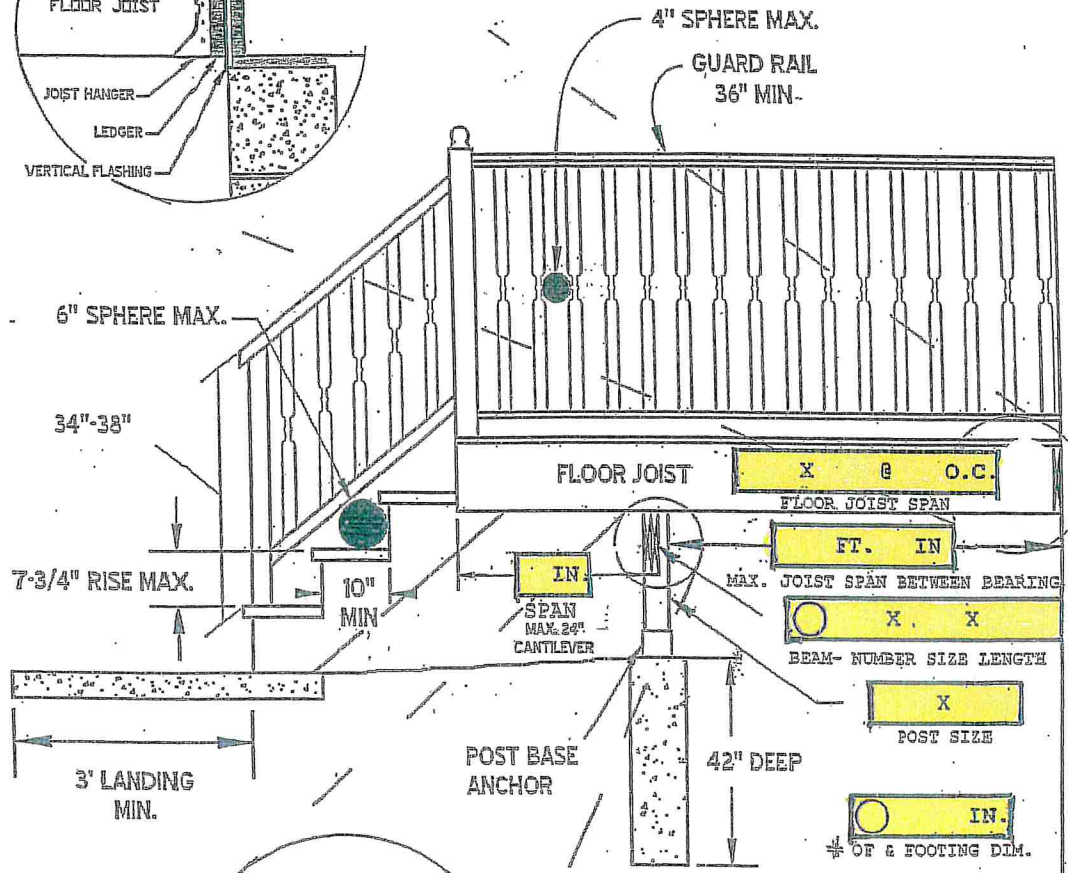 FLOOR JOIST
JOIST HANGER
LEDGER
VERTICAL FLASHING
4" SPHERE MAX.
GUARD RAIL
36" MIN-
6" SPHERE MAX.
34"-38"
7-3/4" RISE MAX.
10"
MIN
3' LANDING
MIN.
FLOOR JOIST
X @ O.C.
FLOOR JOIST SPAN
FT. IN
MAX. JOIST SPAN BETWEEN BEARING
IN
SPAN
MAX. 24"
CANTILEVER
X . X
BEAM- NUMBER SIZE LENGTH
X
POST SIZE
POST BASE
ANCHOR
42" DEEP
IN.
# OF & FOOTING DIM.